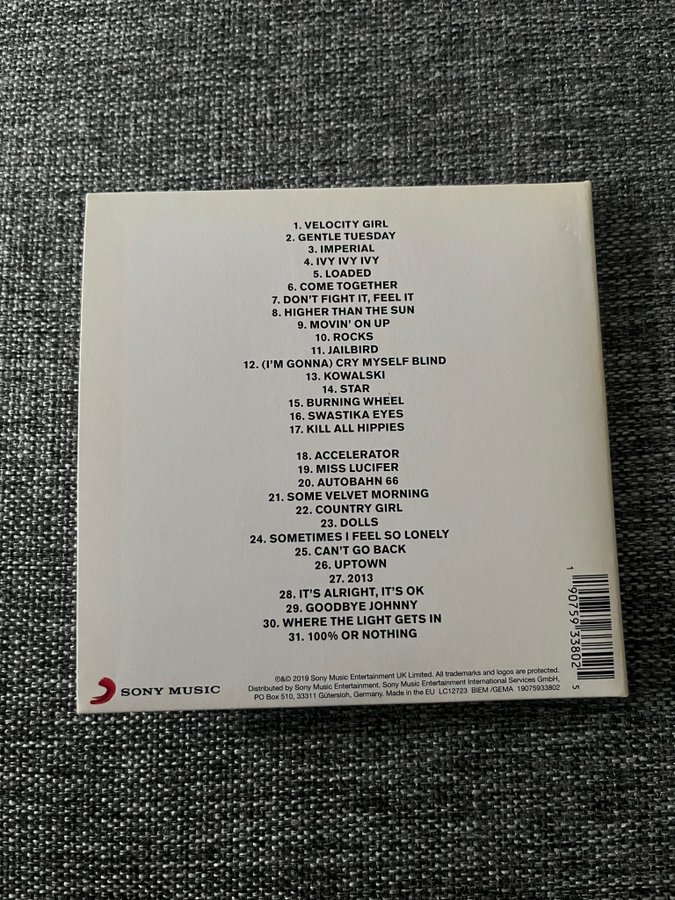 1. VELOCITY GIRL
2. GENTLE TUESDAY
3. IMPERIAL
4. IVY IVY IVY
5. LOADED
6. COME TOGETHER
7. DON'T FIGHT IT, FEEL IT
8. HIGHER THAN THE SUN
9. MOVIN' ON UP
10. ROCKS
11. JAILBIRD
12. (I'M GONNA) CRY MYSELF BLIND
13. KOWALSKI
14. STAR
15. BURNING WHEEL
16. SWASTIKA EYES
17. KILL ALL HIPPIES
18. ACCELERATOR
19. MISS LUCIFER
20. AUTOBAHN 66
21. SOME VELVET MORNING
22. COUNTRY GIRL
23. DOLLS
24. SOMETIMES I FEEL SO LONELY
25. CAN'T GO BACK
26. UPTOWN
27. 2013
28. IT'S ALRIGHT, IT'S OK
29. GOODBYE JOHNNY
30. WHERE THE LIGHT GETS IN
31. 100% OR NOTHING
SONY MUSIC
℗&© 2019 Sony Music Entertainment UK Limited. All trademarks and logos are protected.
Distributed by Sony Music Entertainment. Sony Music Entertainment International Services GmbH,
PO Box 510, 33311 Gütersloh, Germany. Made in the EU LC12723 BIEM /GEMA 19075933802
1 90759 33802 5